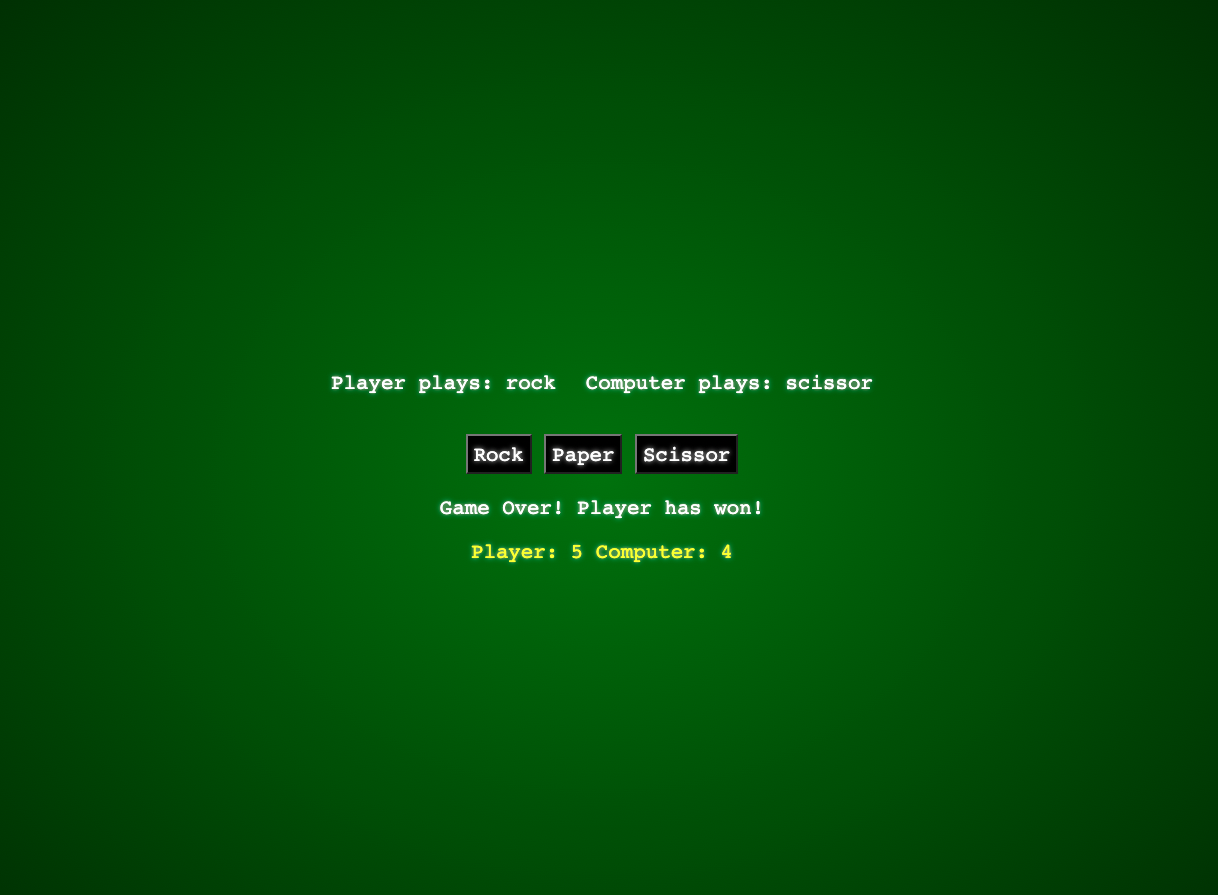 Player plays: rock Computer plays: scissor
Rock Paper Scissor
Game Over! Player has won!
Player: 5 Computer: 4